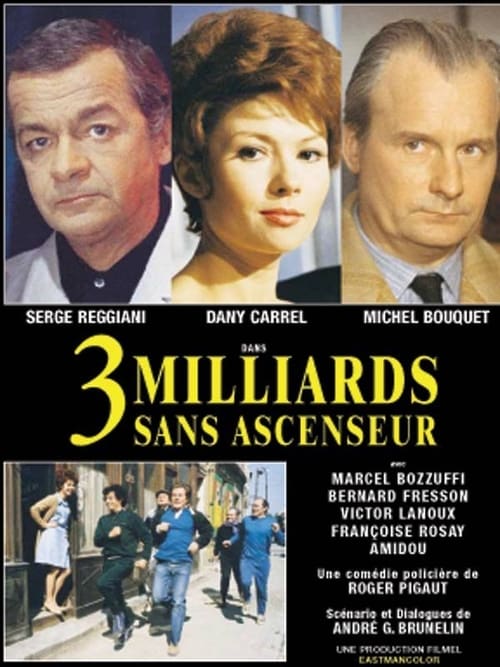 SERGE REGGIANI DANY CARREL MICHEL BOUQUET
DANS
3 MILLIARDS
SANS ASCENSEUR
avec
MARCEL BOZZUFFI
BERNARD FRESSON
VICTOR LANOUX
FRANÇOISE ROSAY
AMIDOU
Une comédie policière de
ROGER PIGAUT
Scénario et Dialogues de
ANDRÉ G. BRUNELIN
UNE PRODUCTION FILMEL
EASTMANCOLOR